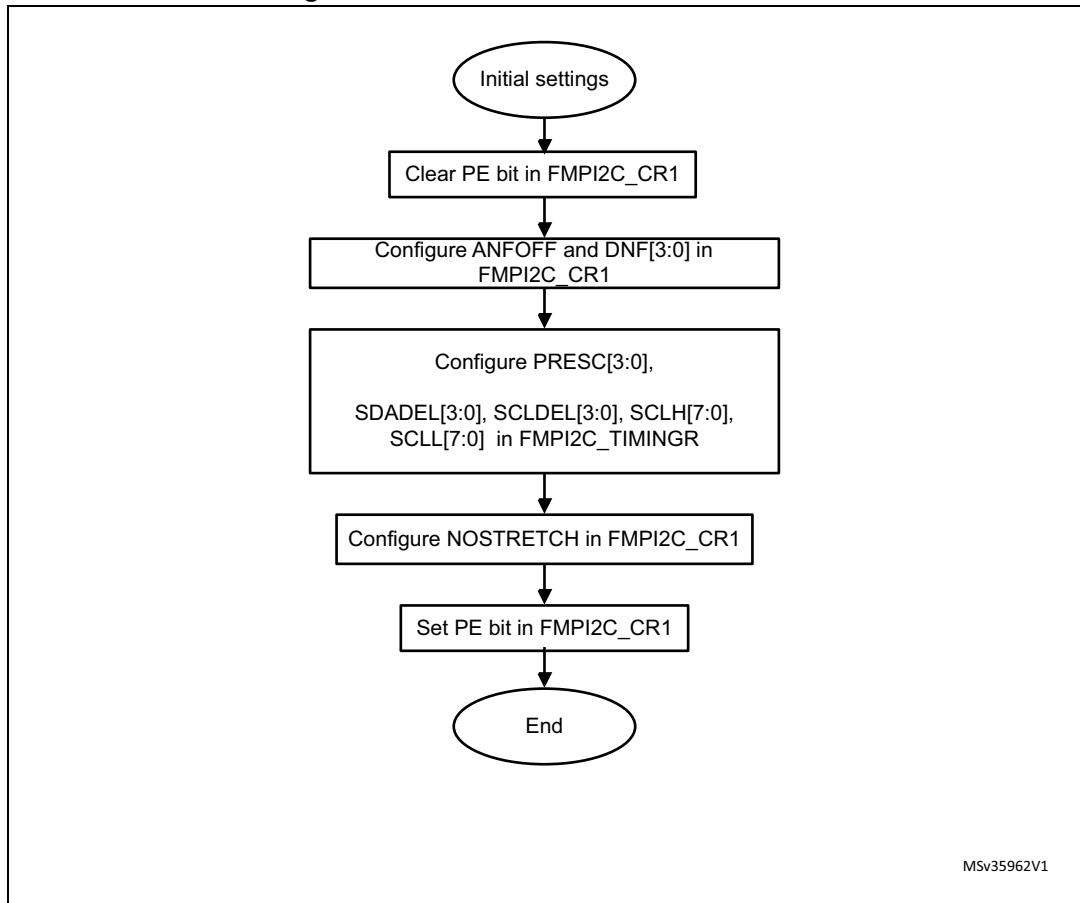 Initial settings
Clear PE bit in FMPI2C_CR1
Configure ANFOFF and DNF[3:0] in
FMPI2C_CR1
Configure PRESC[3:0],
SDADEL[3:0], SCLDEL[3:0], SCLH[7:0],
SCLL[7:0] in FMPI2C_TIMINGR
Configure NOSTRETCH in FMPI2C_CR1
Set PE bit in FMPI2C_CR1
End
MSv35962V1